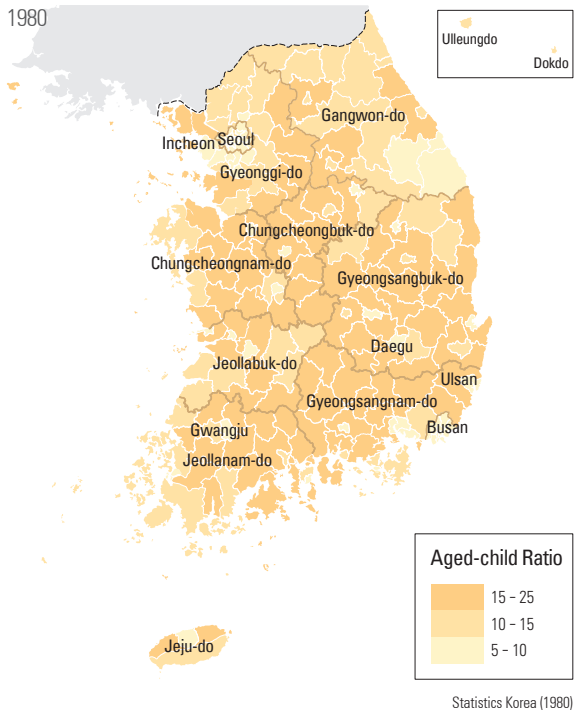 1980
Ulleungdo
Dokdo
Gangwon-do
Incheon
Seoul
Gyeonggi-do
Chungcheongbuk-do
Chungcheongnam-do
Gyeongsangbuk-do
Daegu
Jeollabuk-do
Ulsan
Gyeongsangnam-do
Busan
Gwangju
Jeollanam-do
Jeju-do
Aged-child Ratio
15 - 25
10 - 15
5 - 10
Statistics Korea (1980)